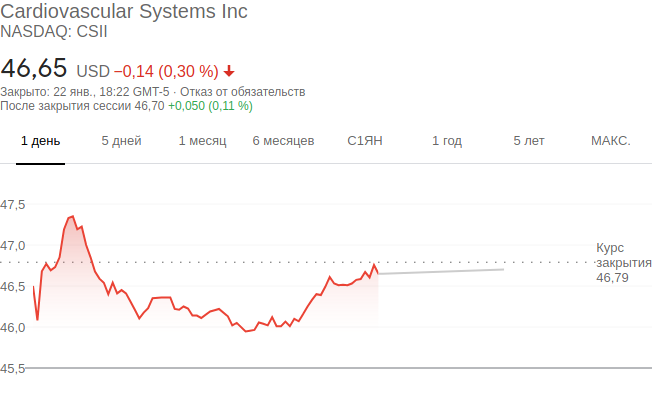 Cardiovascular Systems Inc
NASDAQ: CSII
46,65 USD −0,14 (0,30 %)
Закрыто: 22 янв., 18:22 GMT-5 · Отказ от обязательств
После закрытия сессии 46,70 +0,050 (0,11 %)
1 день 5 дней 1 месяц 6 месяцев С1ЯН 1 год 5 лет МАКС.
47,5
47,0
46,5
46,0
45,5
Курс
закрытия
46,79